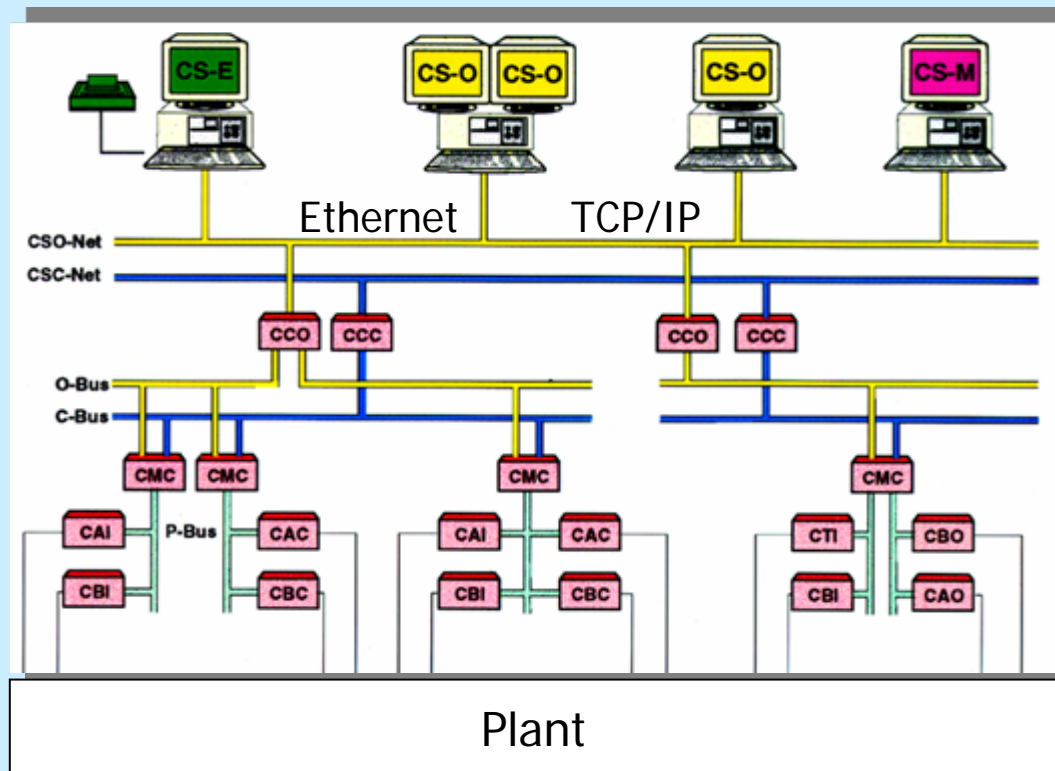 CS-E
CS-O CS-O
CS-O
CS-M
Ethernet TCP/IP
CSO-Net
CSC-Net
CCO CCC CCO CCC
O-Bus
C-Bus
CMC CMC CMC CMC
CAI P-Bus CAC CAI CAC CTI CBO
CBI CBC CBI CBC CBI CAO
Plant